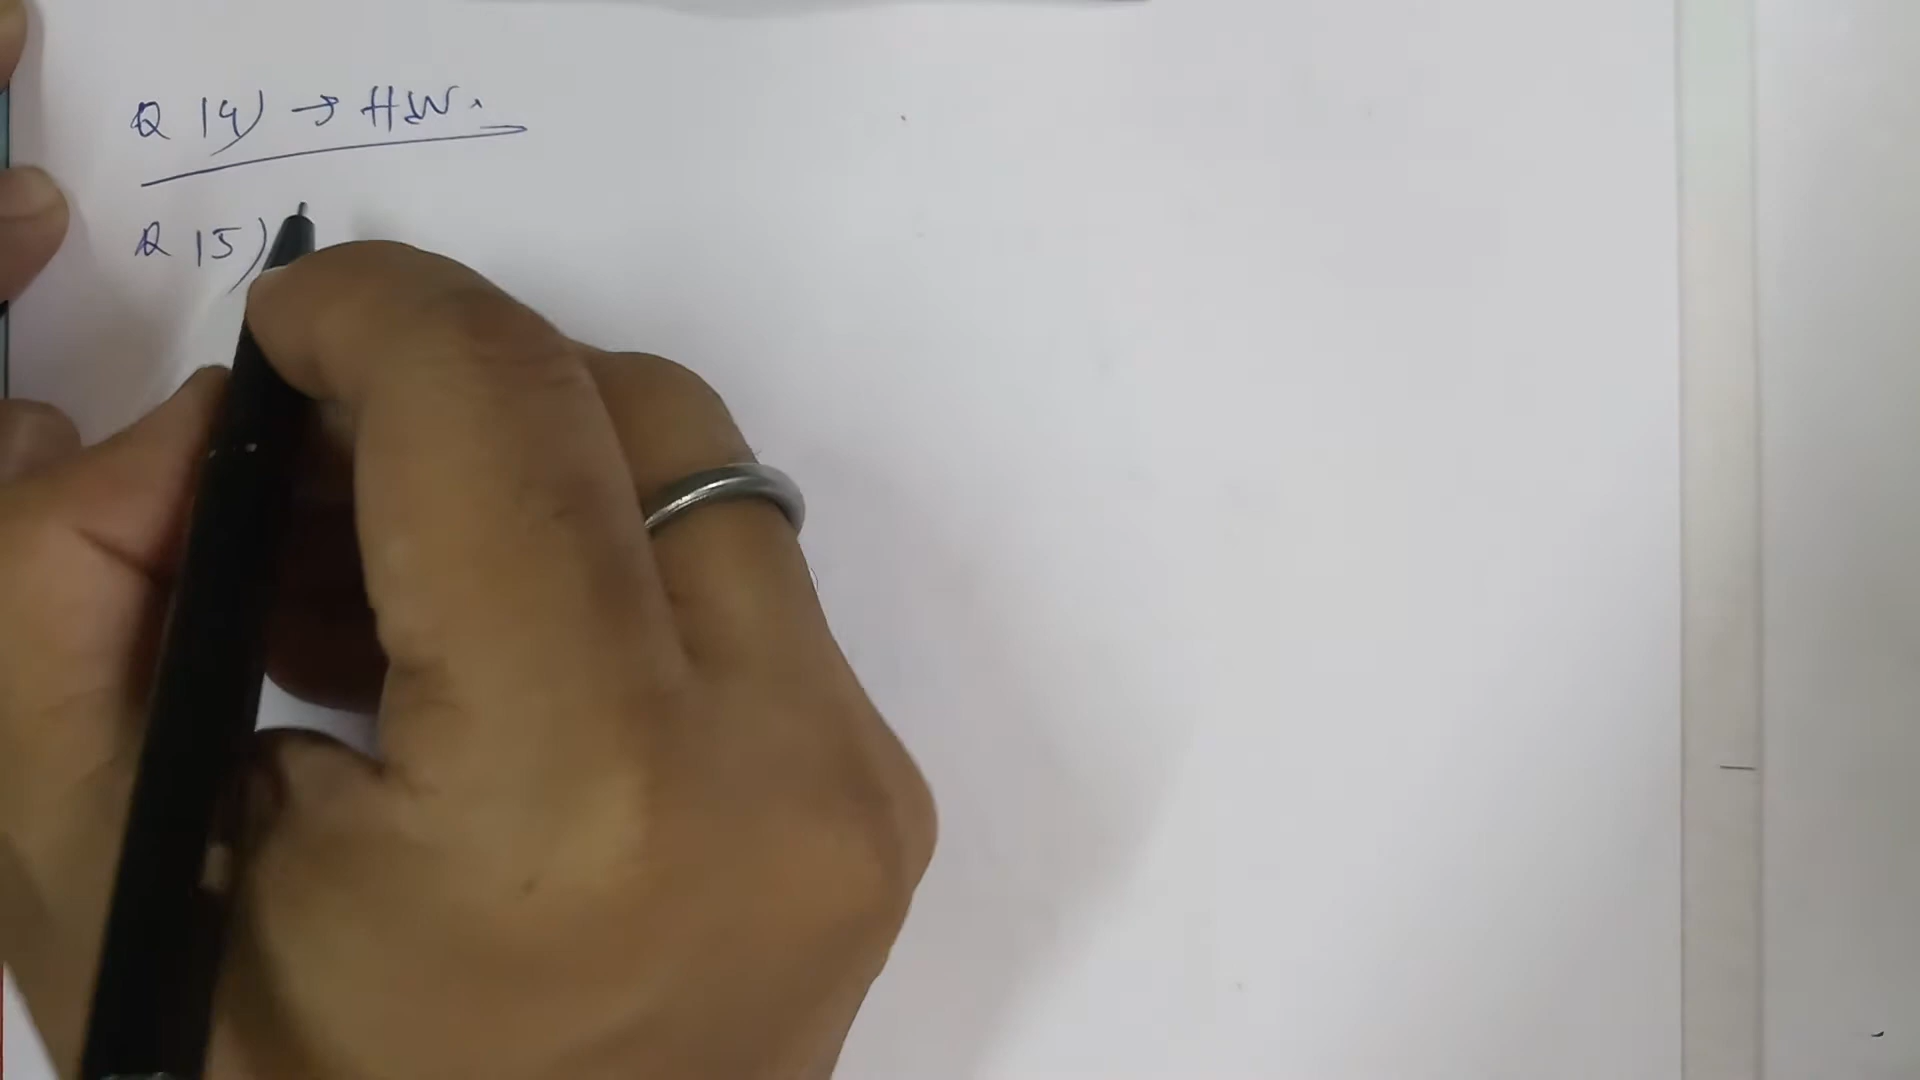 Q 14) → HW.
Q 15)